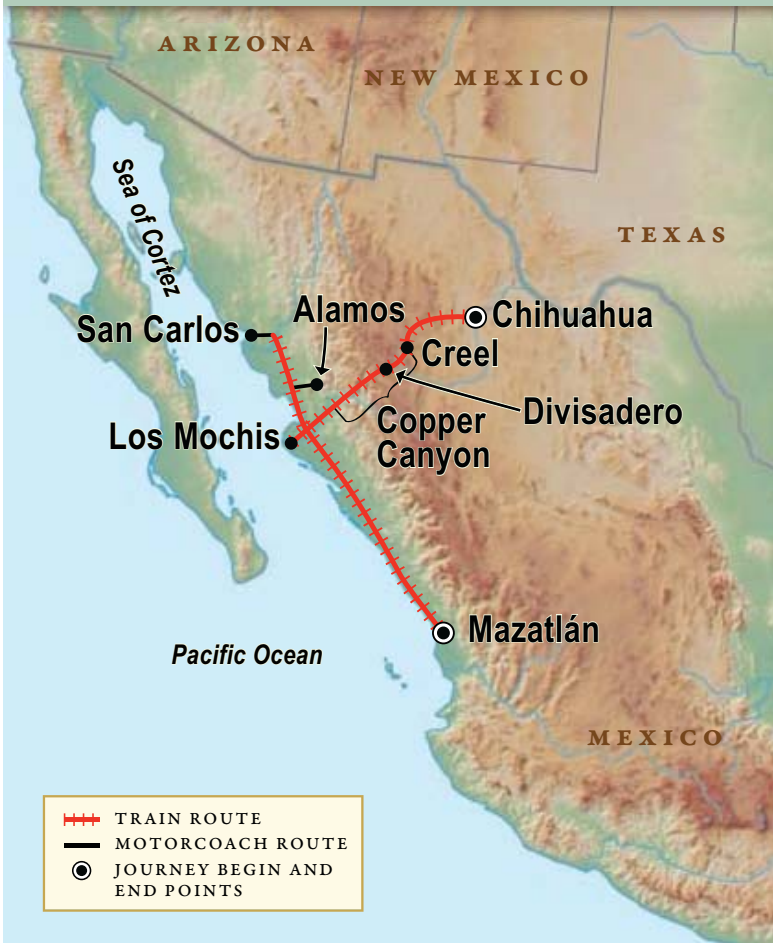 ARIZONA
NEW MEXICO
Sea of Cortez
TEXAS
Alamos
San Carlos
Chihuahua
Creel
Divisadero
Copper
Canyon
Los Mochis
Mazatlán
Pacific Ocean
MEXICO
TRAIN ROUTE
MOTORCOACH ROUTE
JOURNEY BEGIN AND
END POINTS